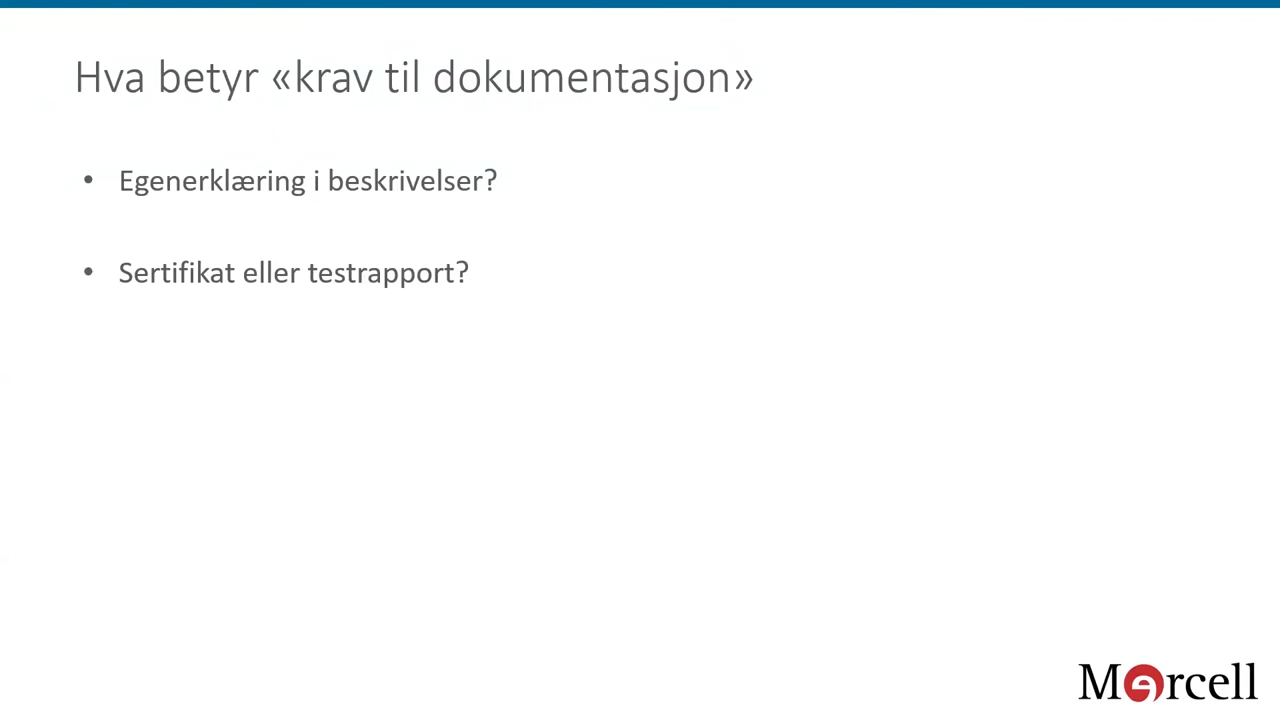 Hva betyr «krav til dokumentasjon»
• Egenerklæring i beskrivelser?
• Sertifikat eller testrapport?
Mercell